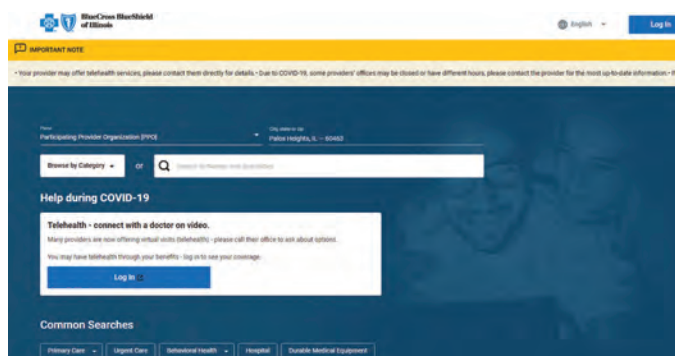 BlueCross BlueShield
of Illinois
English
Log In
IMPORTANT NOTE
• Your provider may offer telehealth services, please contact them directly for details. • Due to COVID-19, some providers' offices may be closed or have different hours, please contact the provider for the most up-to-date information. •
Participating Provider Organization [PPO]
Palos Heights, IL — 60463
Browse by Category
or
Help during COVID-19
Telehealth - connect with a doctor on video.
Many providers are now offering virtual visits (telehealth) - please call their office to ask about options.
You may have telehealth through your benefits - log in to see your coverage.
Log In
Common Searches
Primary Care
Urgent Care
Behavioral Health
Hospital
Durable Medical Equipment